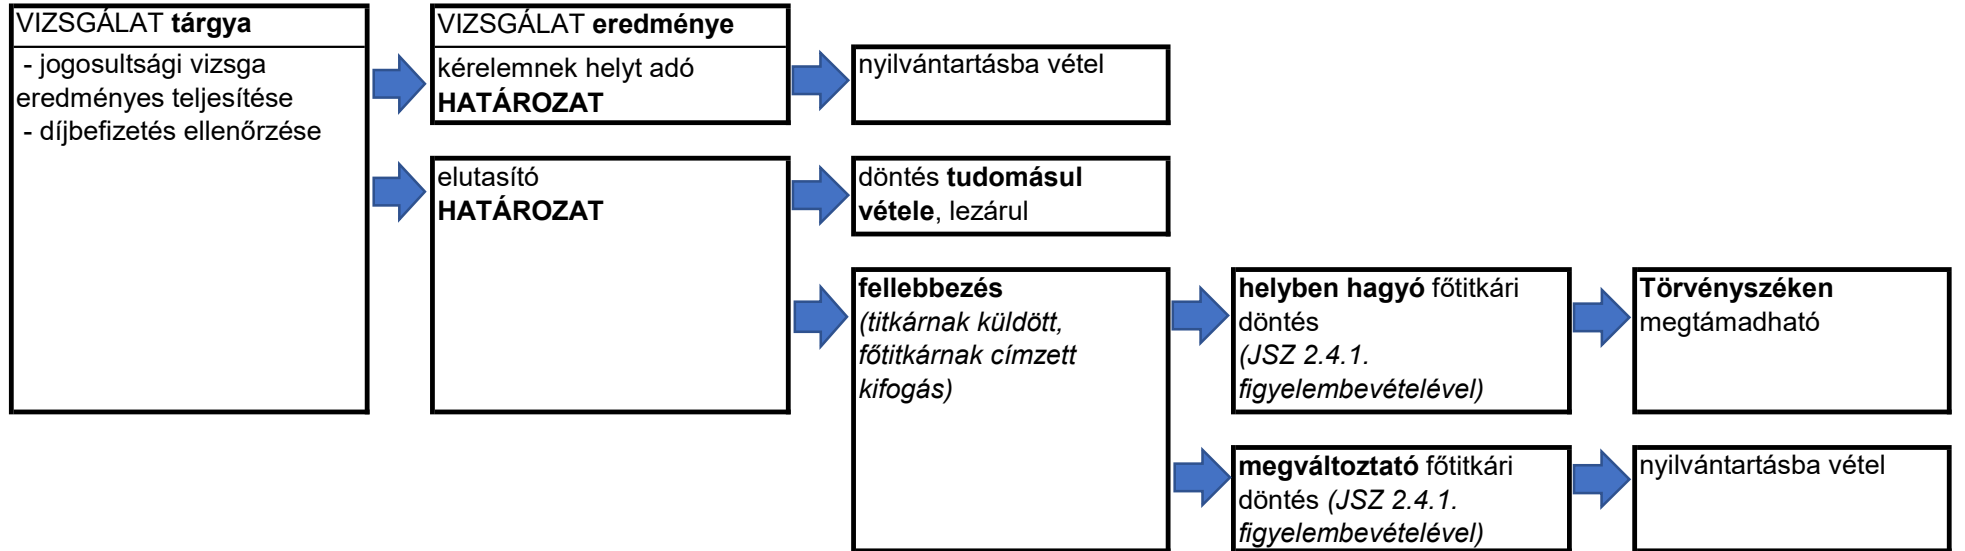 VIZSGÁLAT tárgya
- jogosultsági vizsga
eredményes teljesítése
- díjbefizetés ellenőrzése
VIZSGÁLAT eredménye
kérelemnek helyt adó
HATÁROZAT
nyilvántartásba vétel
elutasító
HATÁROZAT
döntés tudomásul
vétele, lezárul
fellebbezés
(titkárnak küldött,
főtitkárnak címzett
kifogás)
helyben hagyó főtitkári
döntés
(JSZ 2.4.1.
figyelembevételével)
Törvényszéken
megtámadható
megváltoztató főtitkári
döntés (JSZ 2.4.1.
figyelembevételével)
nyilvántartásba vétel